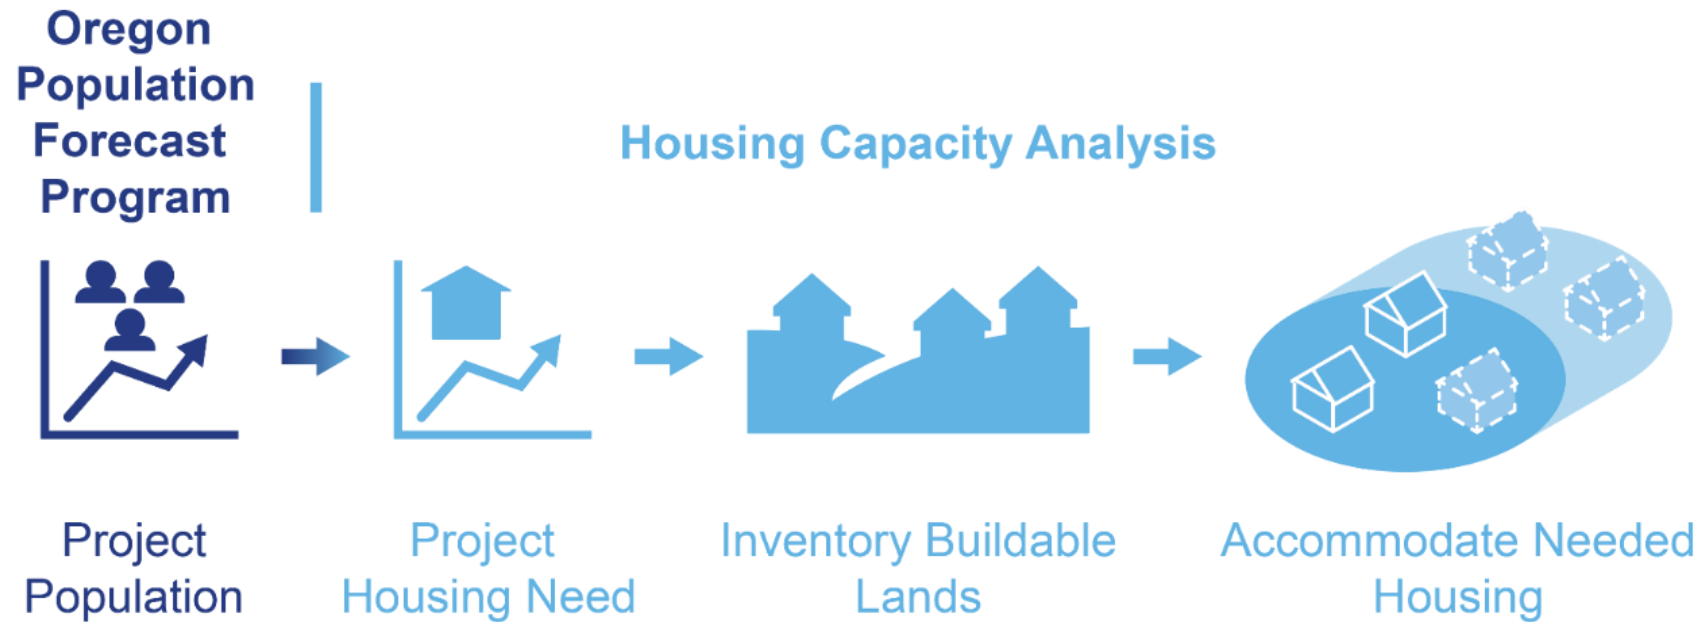 Oregon
Population
Forecast
Program
Housing Capacity Analysis
Project
Population
Project
Housing Need
Inventory Buildable
Lands
Accommodate Needed
Housing